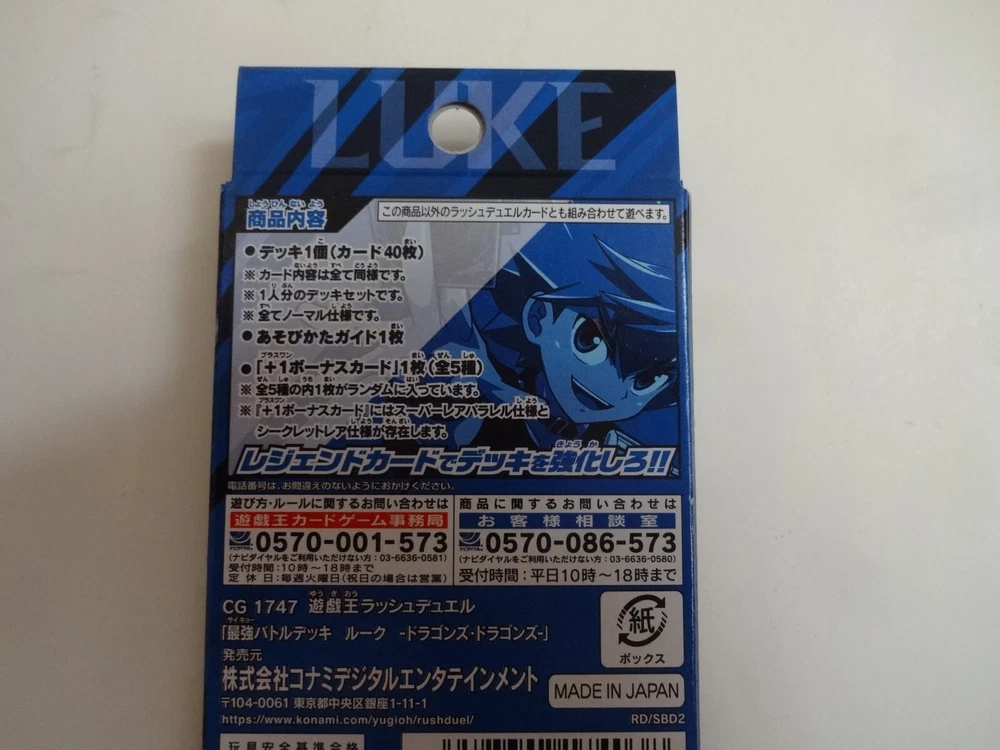 LUKE
しょうひん ない よう
商品内容
この商品以外のラッシュデュエルカードとも組み合わせて遊べます。
●デッキ1個(カード40枚)
※ カード内容は全て同様です。
※ 1人分のデッキセットです。
※ 全てノーマル仕様です。
●あそびかたガイド1枚
●「+1ボーナスカード」1枚(全5種)
※ 全5種の内1枚がランダムに入っています。
※『+1ボーナスカード』にはスーパーレアパラレル仕様と
シークレットレア仕様が存在します。
レジェンドカードでデッキを強化しろ!!
電話番号は、お間違えのないようにおかけください。
遊び方・ルールに関するお問い合わせは
遊戯王カードゲーム事務局
0570-001-573
(ナビダイヤルをご利用いただけない方:03-6636-0581)
受付時間:10時~18時まで
定休日:毎週火曜日(祝日の場合は営業)
商品に関するお問い合わせは
お客様相談室
0570-086-573
(ナビダイヤルをご利用いただけない方:03-6636-0580)
受付時間:平日10時~18時まで
CG 1747 遊戯王ラッシュデュエル
「最強バトルデッキ ルーク -ドラゴンズ・ドラゴンズ-」
発売元
株式会社コナミデジタルエンタテインメント
〒104-0061 東京都中央区銀座1-11-1
https://www.konami.com/yugioh/rushduel/
紙
ボックス
MADE IN JAPAN
RD/SBD2
玩具安全基準合格